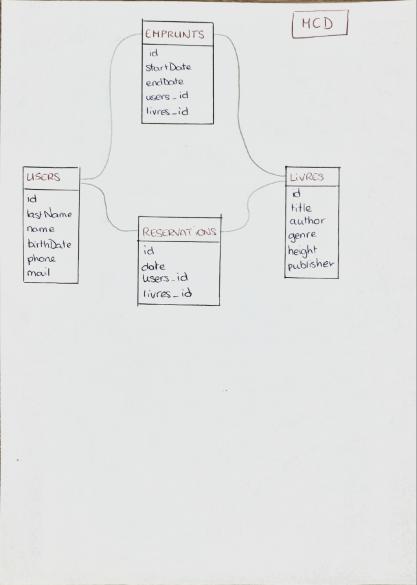 MCD
EMPRUNTS
id
startDate
endDate
users_id
livres_id
USERS
id
lastName
name
birthDate
phone
mail
RESERVATIONS
id
date
users_id
livres_id
LIVRES
id
title
author
genre
height
publisher